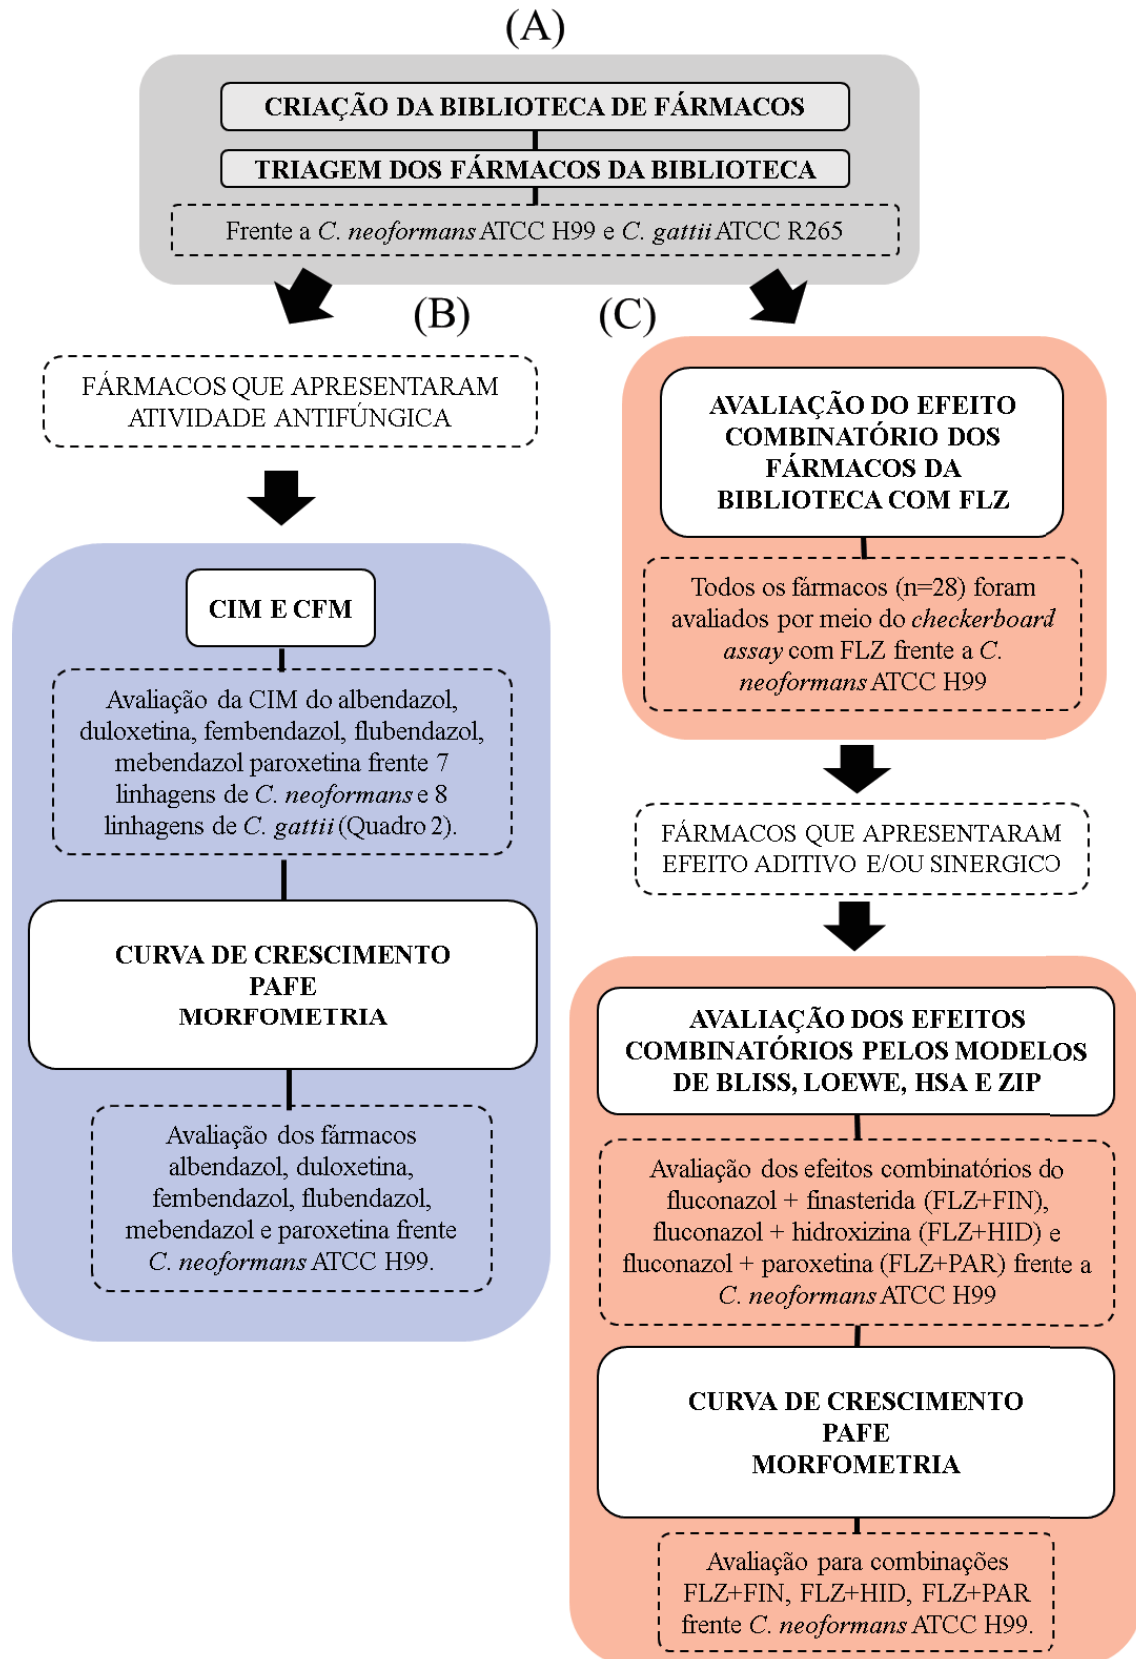 (A)
CRIAÇÃO DA BIBLIOTECA DE FÁRMACOS
TRIAGEM DOS FÁRMACOS DA BIBLIOTECA
Frente a C. neoformans ATCC H99 e C. gattii ATCC R265
(B)
FÁRMACOS QUE APRESENTARAM
ATIVIDADE ANTIFÚNGICA
CIM E CFM
Avaliação da CIM do albendazol,
duloxetina, fembendazol, flubendazol,
mebendazol paroxetina frente 7
linhagens de C. neoformans e 8
linhagens de C. gattii (Quadro 2).
CURVA DE CRESCIMENTO
PAFE
MORFOMETRIA
Avaliação dos fármacos
albendazol, duloxetina,
fembendazol, flubendazol,
mebendazol e paroxetina frente
C. neoformans ATCC H99.
(C)
AVALIAÇÃO DO EFEITO
COMBINATÓRIO DOS
FÁRMACOS DA
BIBLIOTECA COM FLZ
Todos os fármacos (n=28) foram
avaliados por meio do checkerboard
assay com FLZ frente a C.
neoformans ATCC H99
FÁRMACOS QUE APRESENTARAM
EFEITO ADITIVO E/OU SINERGICO
AVALIAÇÃO DOS EFEITOS
COMBINATÓRIOS PELOS MODELOS
DE BLISS, LOEWE, HSA E ZIP
Avaliação dos efeitos combinatórios do
fluconazol + finasterida (FLZ+FIN),
fluconazol + hidroxizina (FLZ+HID) e
fluconazol + paroxetina (FLZ+PAR) frente a
C. neoformans ATCC H99
CURVA DE CRESCIMENTO
PAFE
MORFOMETRIA
Avaliação para combinações
FLZ+FIN, FLZ+HID, FLZ+PAR
frente C. neoformans ATCC H99.